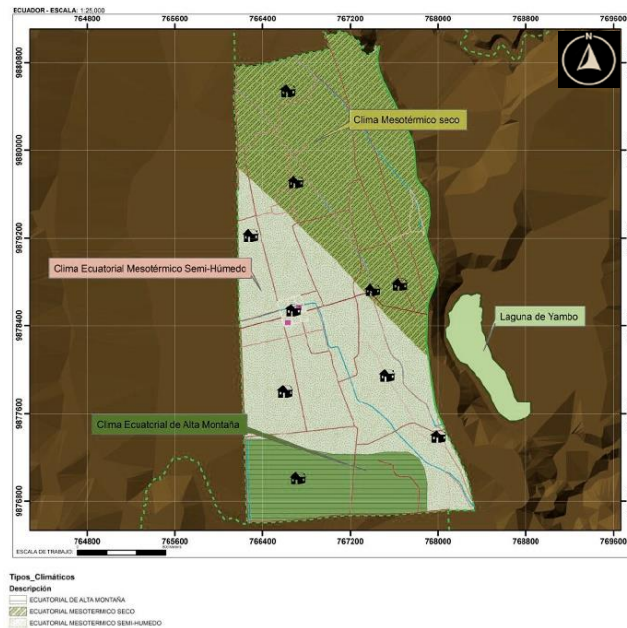 ECUADOR - ESCALA: 1:25,000
764800 765600 766400 767200 768000 768800 769600
N
9880800
9880000
9879200
9878400
9877600
9876800
Clima Mesotérmico seco
Clima Ecuatorial Mesotérmico Semi-Húmedo
Laguna de Yambo
Clima Ecuatorial de Alta Montaña
ESCALA DE TRABAJO:
764800 765600 766400 767200 768000 768800 769600
Tipos_Climáticos
Descripción
ECUATORIAL DE ALTA MONTAÑA
ECUATORIAL MESOTERMICO SECO
ECUATORIAL MESOTERMICO SEMI-HUMEDO